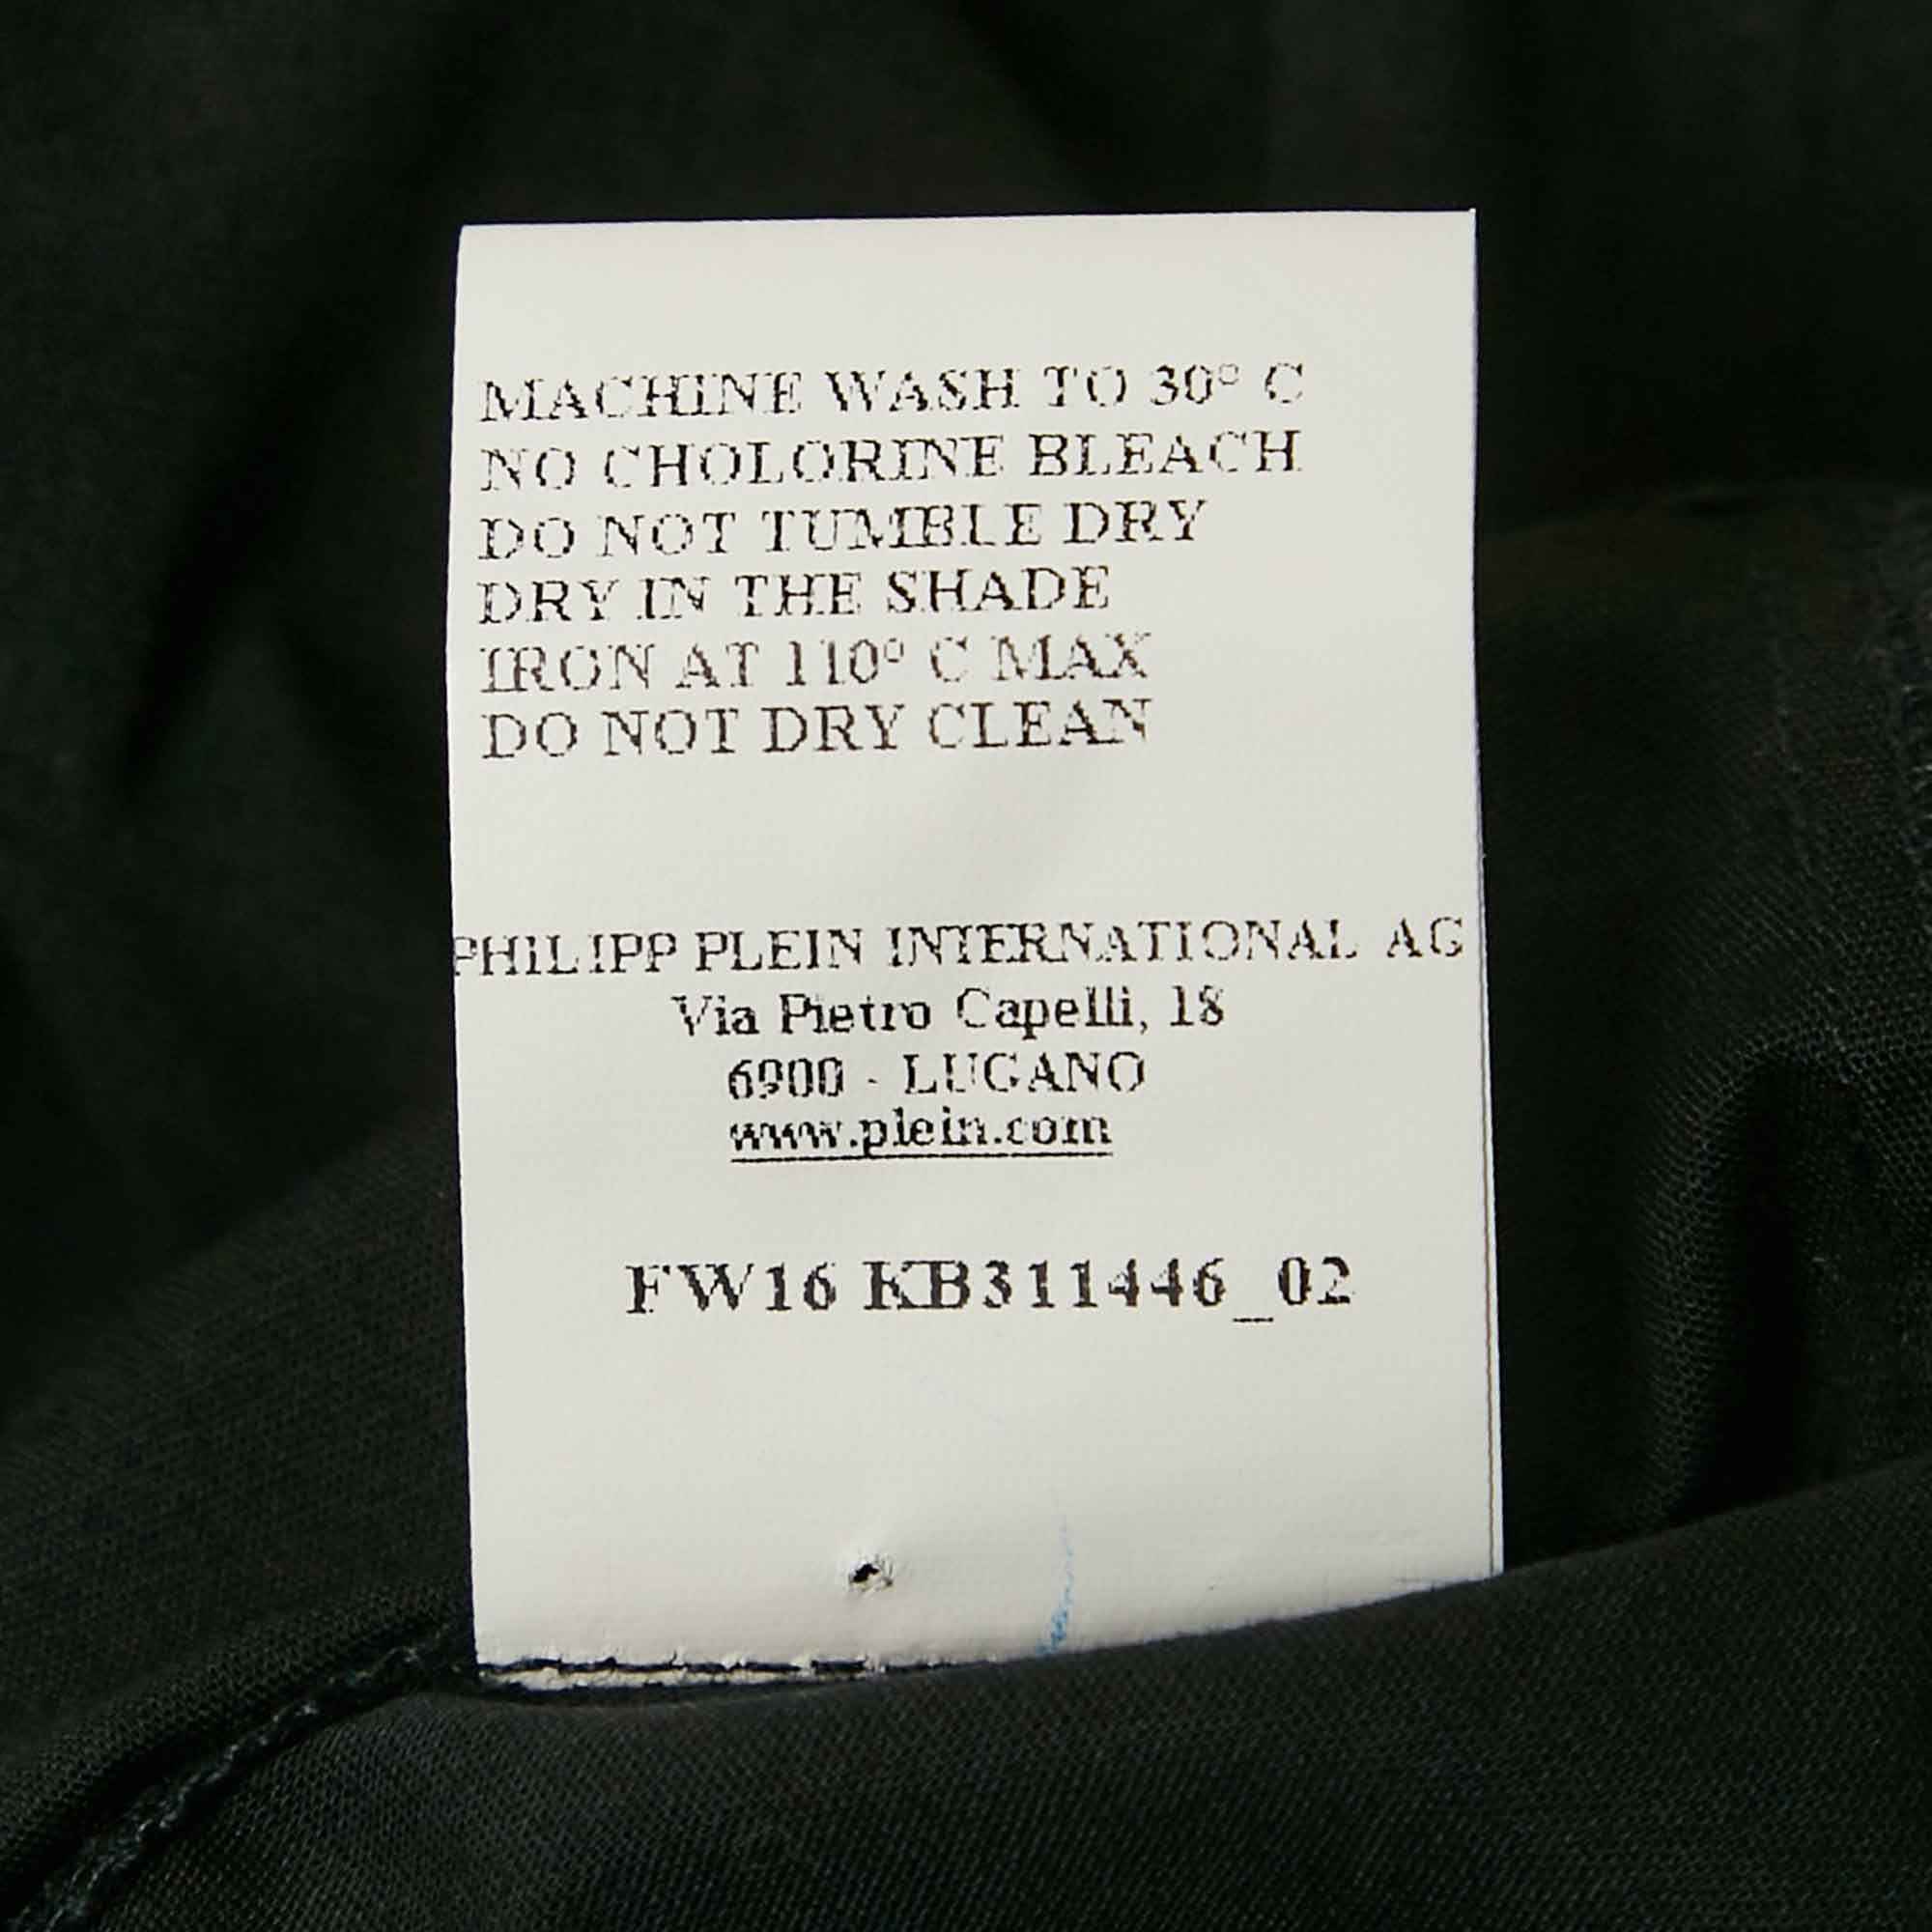 MACHINE WASH TO 30° C
NO CHOLORINE BLEACH
DO NOT TUMBLE DRY
DRY IN THE SHADE
IRON AT 110° C MAX
DO NOT DRY CLEAN
PHILIPP PLEIN INTERNATIONAL AG
Via Pietro Capelli, 18
6900 - LUGANO
www.plein.com
FW16 KB311446_02